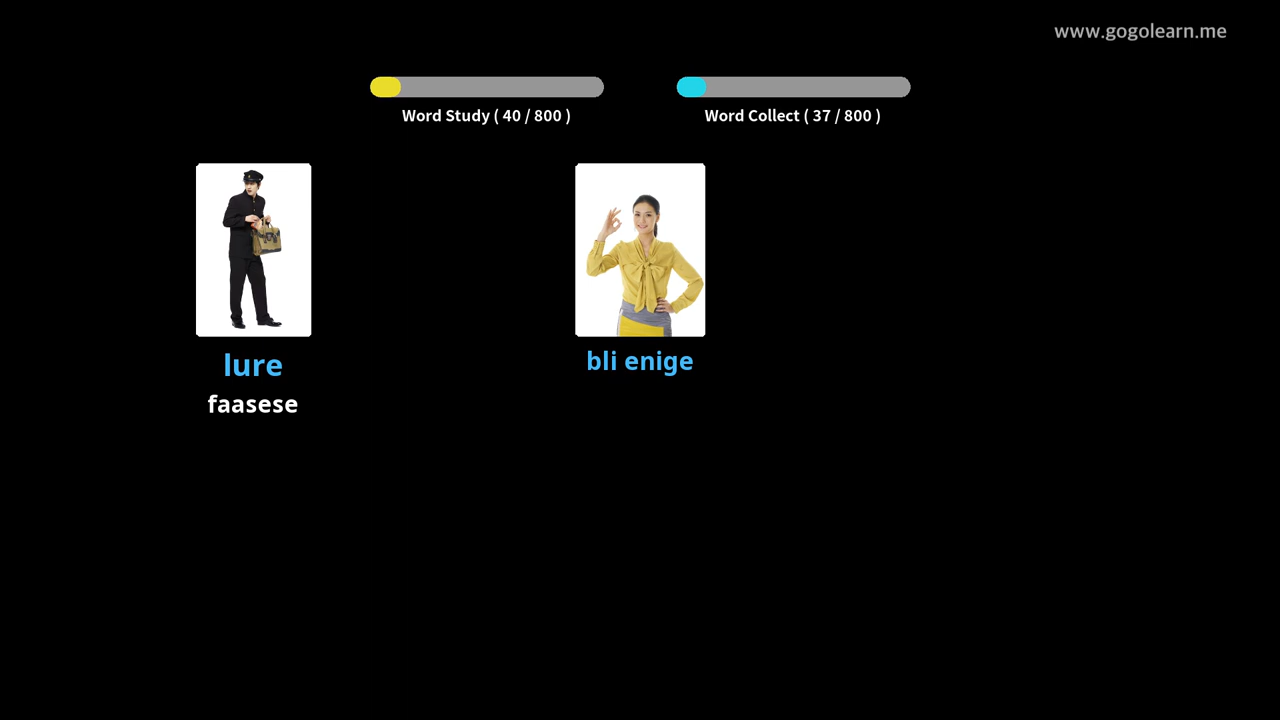 www.gogolearn.me
Word Study ( 40 / 800 )
Word Collect ( 37 / 800 )
lure
faasese
bli enige